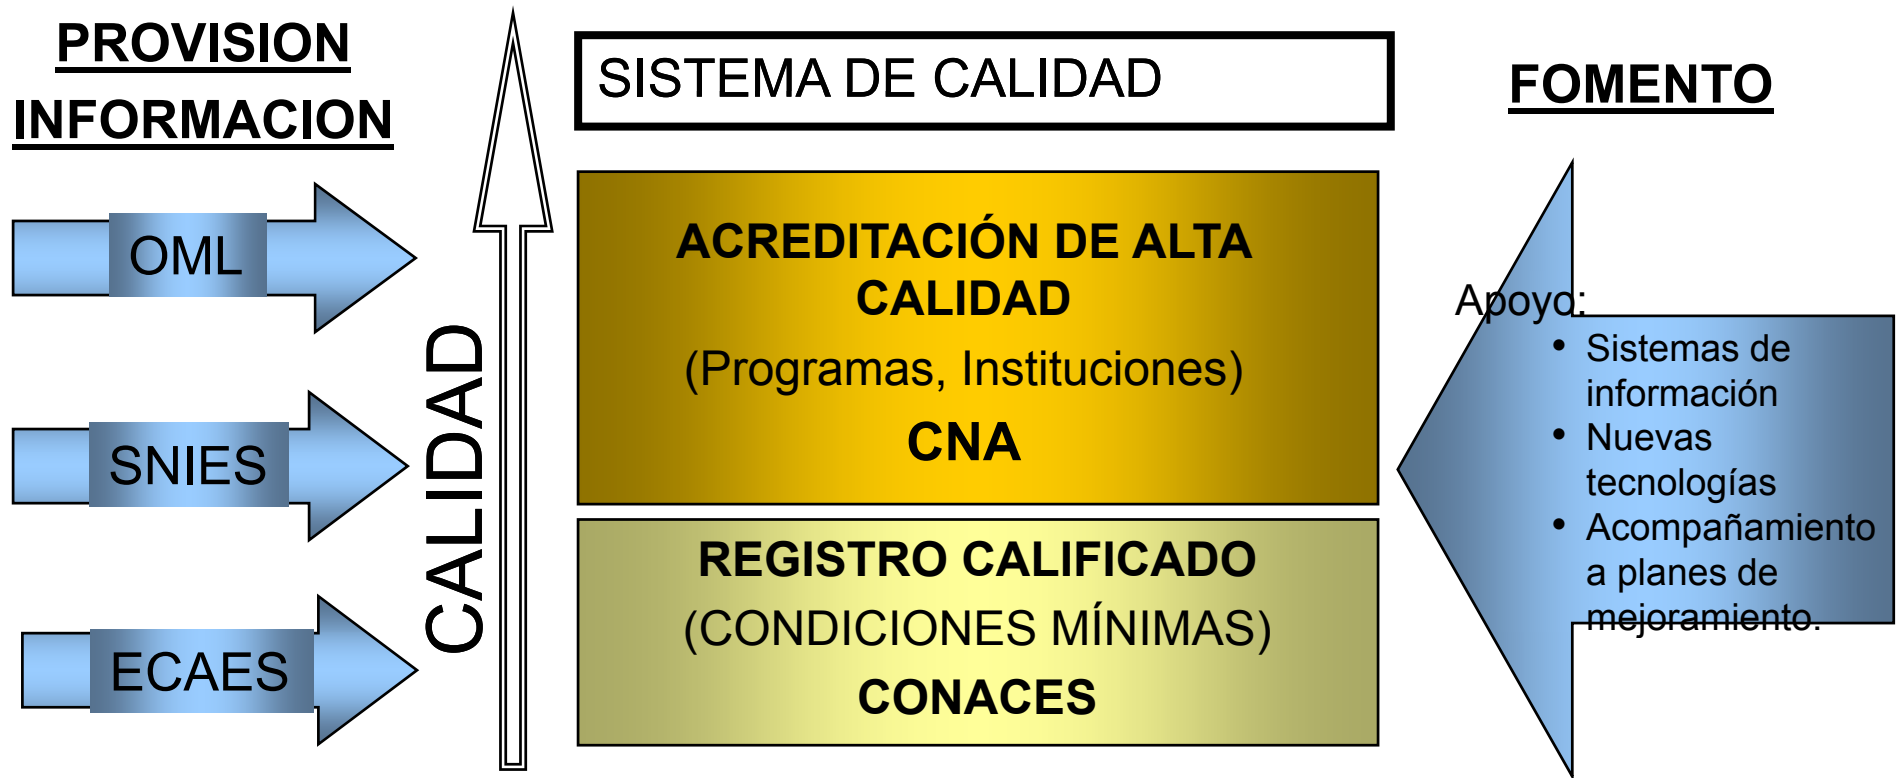 PROVISION
INFORMACION
OML
SNIES
ECAES
CALIDAD
SISTEMA DE CALIDAD
ACREDITACIÓN DE ALTA
CALIDAD
(Programas, Instituciones)
CNA
REGISTRO CALIFICADO
(CONDICIONES MÍNIMAS)
CONACES
FOMENTO
Apoyo:
• Sistemas de
información
• Nuevas
tecnologías
• Acompañamiento
a planes de
mejoramiento.